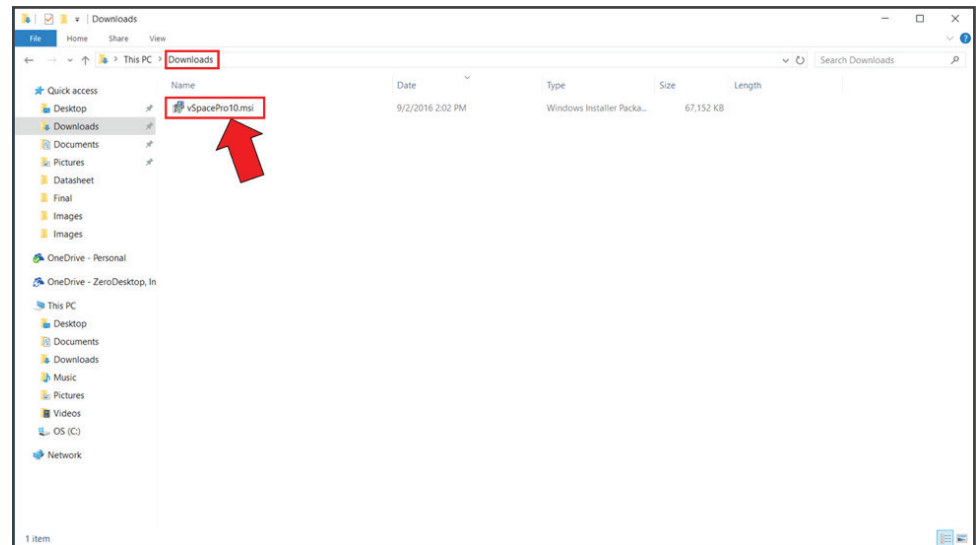 Downloads
File Home Share View
This PC > Downloads
Search Downloads
Name Date Type Size Length
vSpacePro10.msi 9/2/2016 2:02 PM Windows Installer Packa... 67,152 KB
Quick access
Desktop
Downloads
Documents
Pictures
Datasheet
Final
Images
Images
OneDrive - Personal
OneDrive - ZeroDesktop, In
This PC
Desktop
Documents
Downloads
Music
Pictures
Videos
OS (C:)
Network
1 item